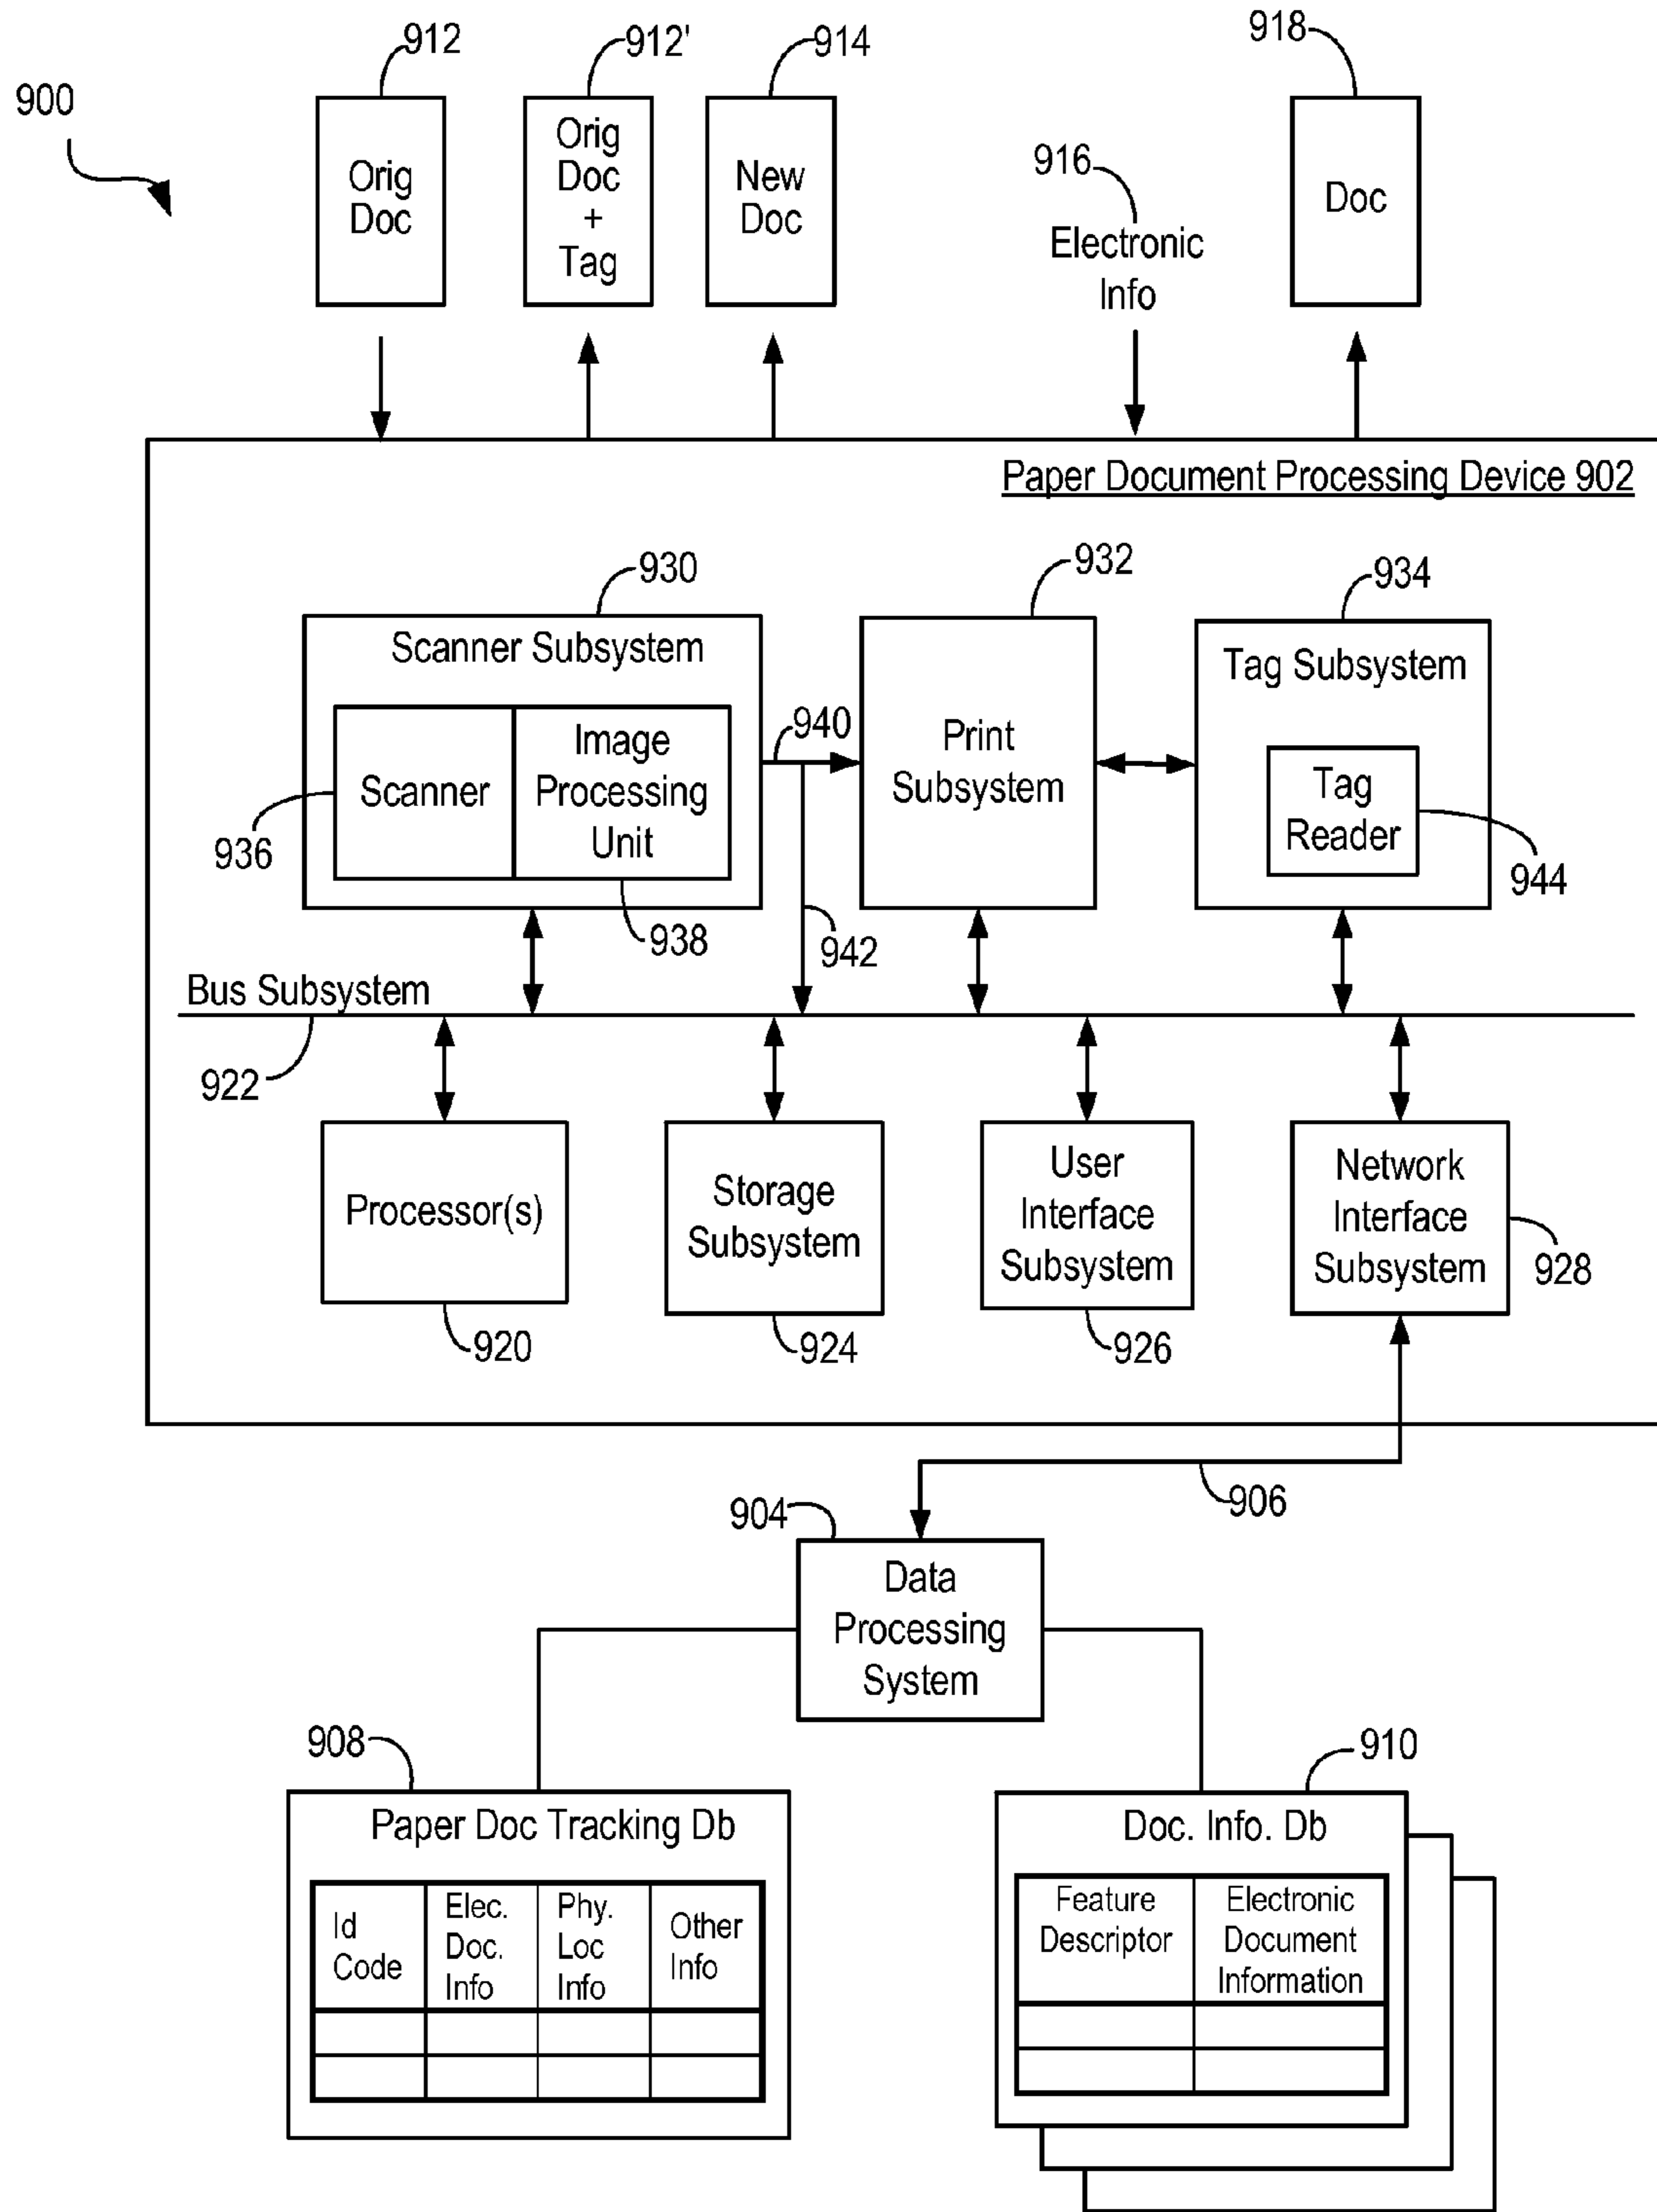 900
912
912'
914
918
Orig
Doc
Orig
Doc
+
Tag
New
Doc
916
Electronic
Info
Doc
Paper Document Processing Device 902
930
932
934
Scanner Subsystem
Scanner
Image
Processing
Unit
936
938
940
942
Print
Subsystem
Tag Subsystem
Tag
Reader
944
Bus Subsystem
922
Processor(s)
920
Storage
Subsystem
924
User
Interface
Subsystem
926
Network
Interface
Subsystem
928
906
904
Data
Processing
System
908
Paper Doc Tracking Db
Id
Code
Elec.
Doc.
Info
Phy.
Loc
Info
Other
Info
910
Doc. Info. Db
Feature
Descriptor
Electronic
Document
Information